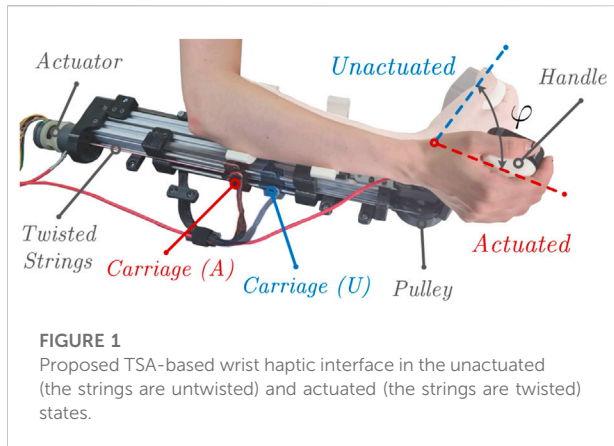 Actuator
Unactuated
Handle
φ
Twisted
Strings
Carriage (A)
Carriage (U)
Pulley
Actuated
FIGURE 1
Proposed TSA-based wrist haptic interface in the unactuated
(the strings are untwisted) and actuated (the strings are twisted)
states.